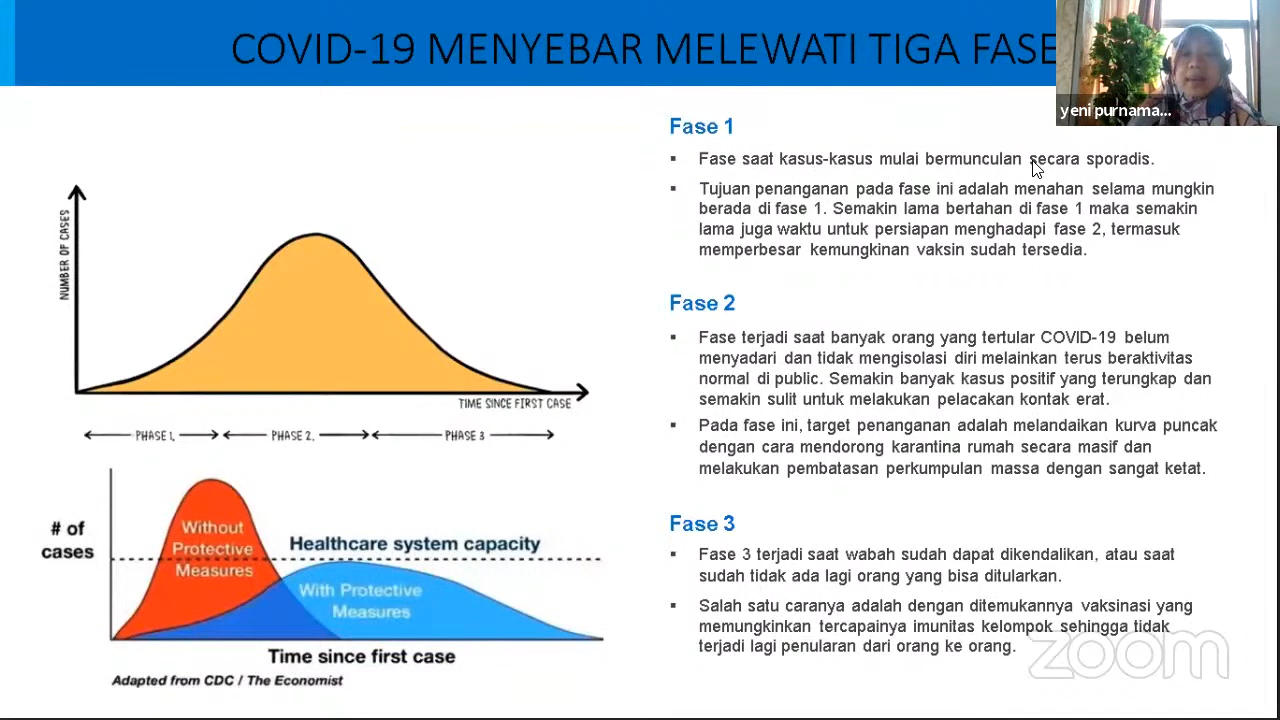 COVID-19 MENYEBAR MELEWATI TIGA FASE
yeni purnama...
NUMBER OF CASES
TIME SINCE FIRST CASE
PHASE 1.
PHASE 2.
PHASE 3
# of
cases
Without
Protective
Measures
Healthcare system capacity
With Protective
Measures
Time since first case
Adapted from CDC / The Economist
Fase 1
▪ Fase saat kasus-kasus mulai bermunculan secara sporadis.
▪ Tujuan penanganan pada fase ini adalah menahan selama mungkin
berada di fase 1. Semakin lama bertahan di fase 1 maka semakin
lama juga waktu untuk persiapan menghadapi fase 2, termasuk
memperbesar kemungkinan vaksin sudah tersedia.
Fase 2
▪ Fase terjadi saat banyak orang yang tertular COVID-19 belum
menyadari dan tidak mengisolasi diri melainkan terus beraktivitas
normal di public. Semakin banyak kasus positif yang terungkap dan
semakin sulit untuk melakukan pelacakan kontak erat.
▪ Pada fase ini, target penanganan adalah melandaikan kurva puncak
dengan cara mendorong karantina rumah secara masif dan
melakukan pembatasan perkumpulan massa dengan sangat ketat.
Fase 3
▪ Fase 3 terjadi saat wabah sudah dapat dikendalikan, atau saat
sudah tidak ada lagi orang yang bisa ditularkan.
▪ Salah satu caranya adalah dengan ditemukannya vaksinasi yang
memungkinkan tercapainya imunitas kelompok sehingga tidak
terjadi lagi penularan dari orang ke orang.
zoom